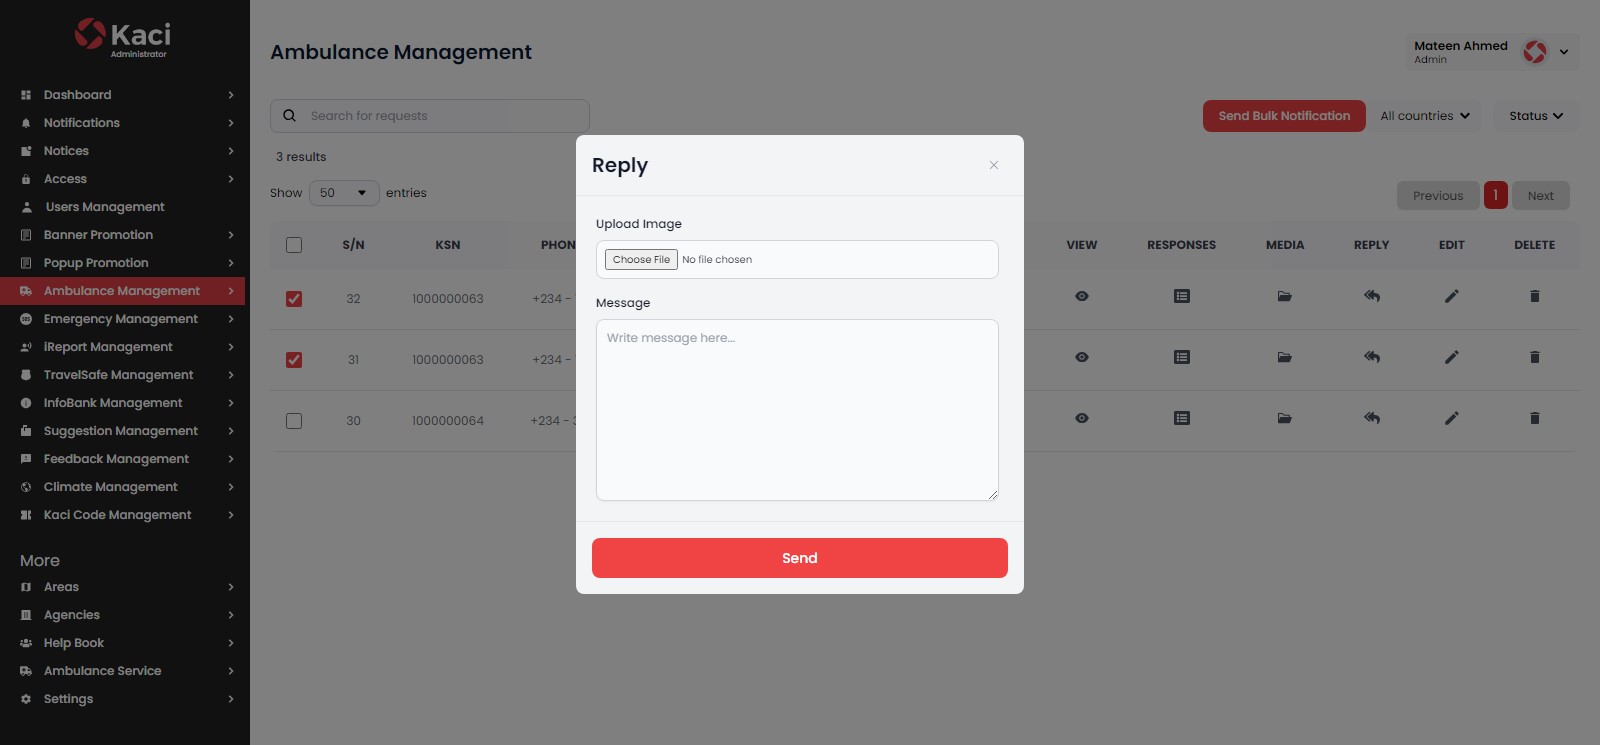 Kaci
Administrator
Dashboard
Notifications
Notices
Access
Users Management
Banner Promotion
Popup Promotion
Ambulance Management
Emergency Management
iReport Management
TravelSafe Management
InfoBank Management
Suggestion Management
Feedback Management
Climate Management
Kaci Code Management
More
Areas
Agencies
Help Book
Ambulance Service
Settings
Ambulance Management
Mateen Ahmed
Admin
Search for requests
Send Bulk Notification All countries Status
3 results
Show 50 entries
Previous 1 Next
S/N KSN PHON VIEW RESPONSES MEDIA REPLY EDIT DELETE
32 1000000063 +234 -
31 1000000063 +234 -
30 1000000064 +234 -
Reply
Upload Image
Choose File No file chosen
Message
Write message here...
Send